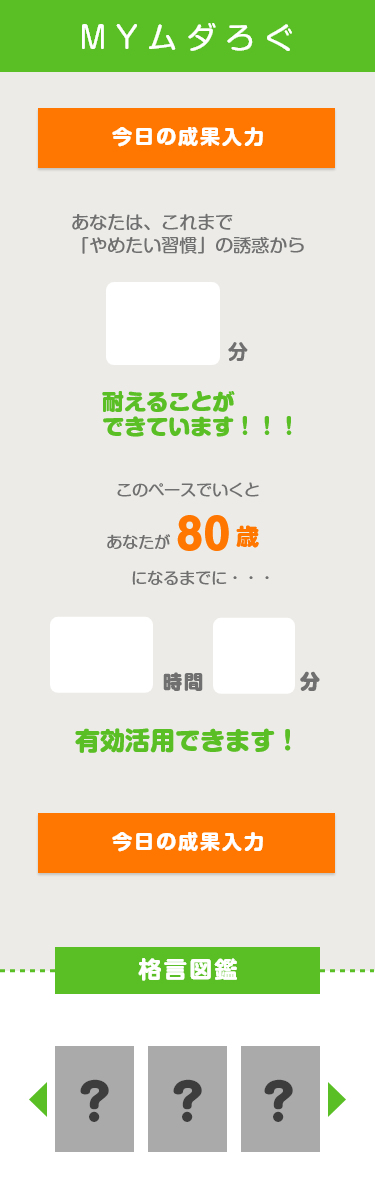 MYムダろぐ
今日の成果入力
あなたは、これまで
「やめたい習慣」の誘惑から
分
耐えることが
できています！！！
このペースでいくと
あなたが 80 歳
になるまでに・・・
時間 分
有効活用できます！
今日の成果入力
格言図鑑
? ? ?